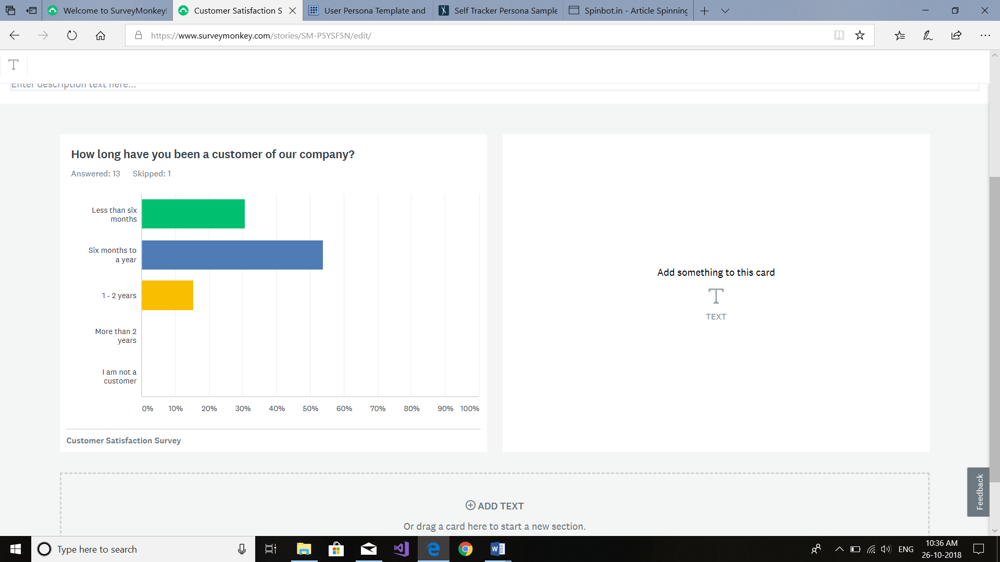 Welcome to SurveyMonkey!
Customer Satisfaction S
User Persona Template and
Self Tracker Persona Sample
Spinbot.in - Article Spinning
https://www.surveymonkey.com/stories/SM-P5YSF5N/edit/
T
Enter description text here...
How long have you been a customer of our company?
Answered: 13 Skipped: 1
Less than six
months
Six months to
a year
1 - 2 years
More than 2
years
I am not a
customer
0% 10% 20% 30% 40% 50% 60% 70% 80% 90% 100%
Customer Satisfaction Survey
Add something to this card
T
TEXT
ADD TEXT
Or drag a card here to start a new section.
Feedback
Type here to search
ENG
10:36 AM
26-10-2018